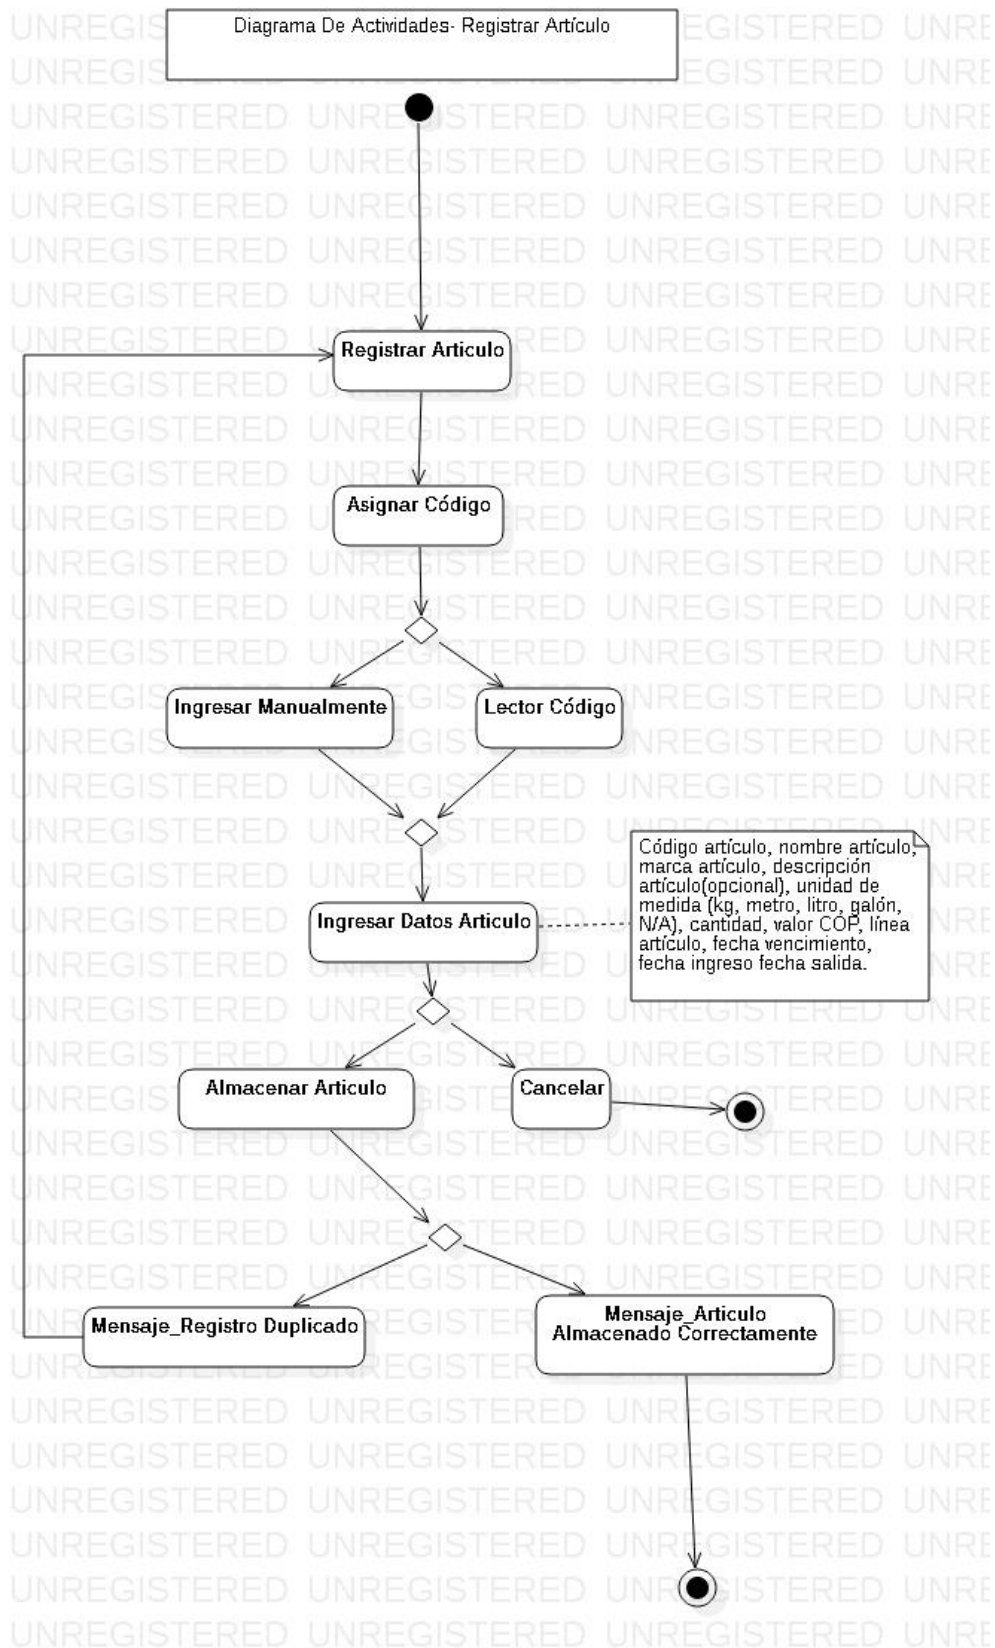 Diagrama De Actividades- Registrar Artículo
Registrar Articulo
Asignar Código
Ingresar Manualmente
Lector Código
Código artículo, nombre artículo,
marca artículo, descripción
artículo(opcional), unidad de
medida (kg, metro, litro, galón,
N/A), cantidad, valor COP, línea
artículo, fecha vencimiento,
fecha ingreso fecha salida.
Ingresar Datos Articulo
Almacenar Articulo
Cancelar
Mensaje_Registro Duplicado
Mensaje_Articulo
Almacenado Correctamente
UNREGISTERED